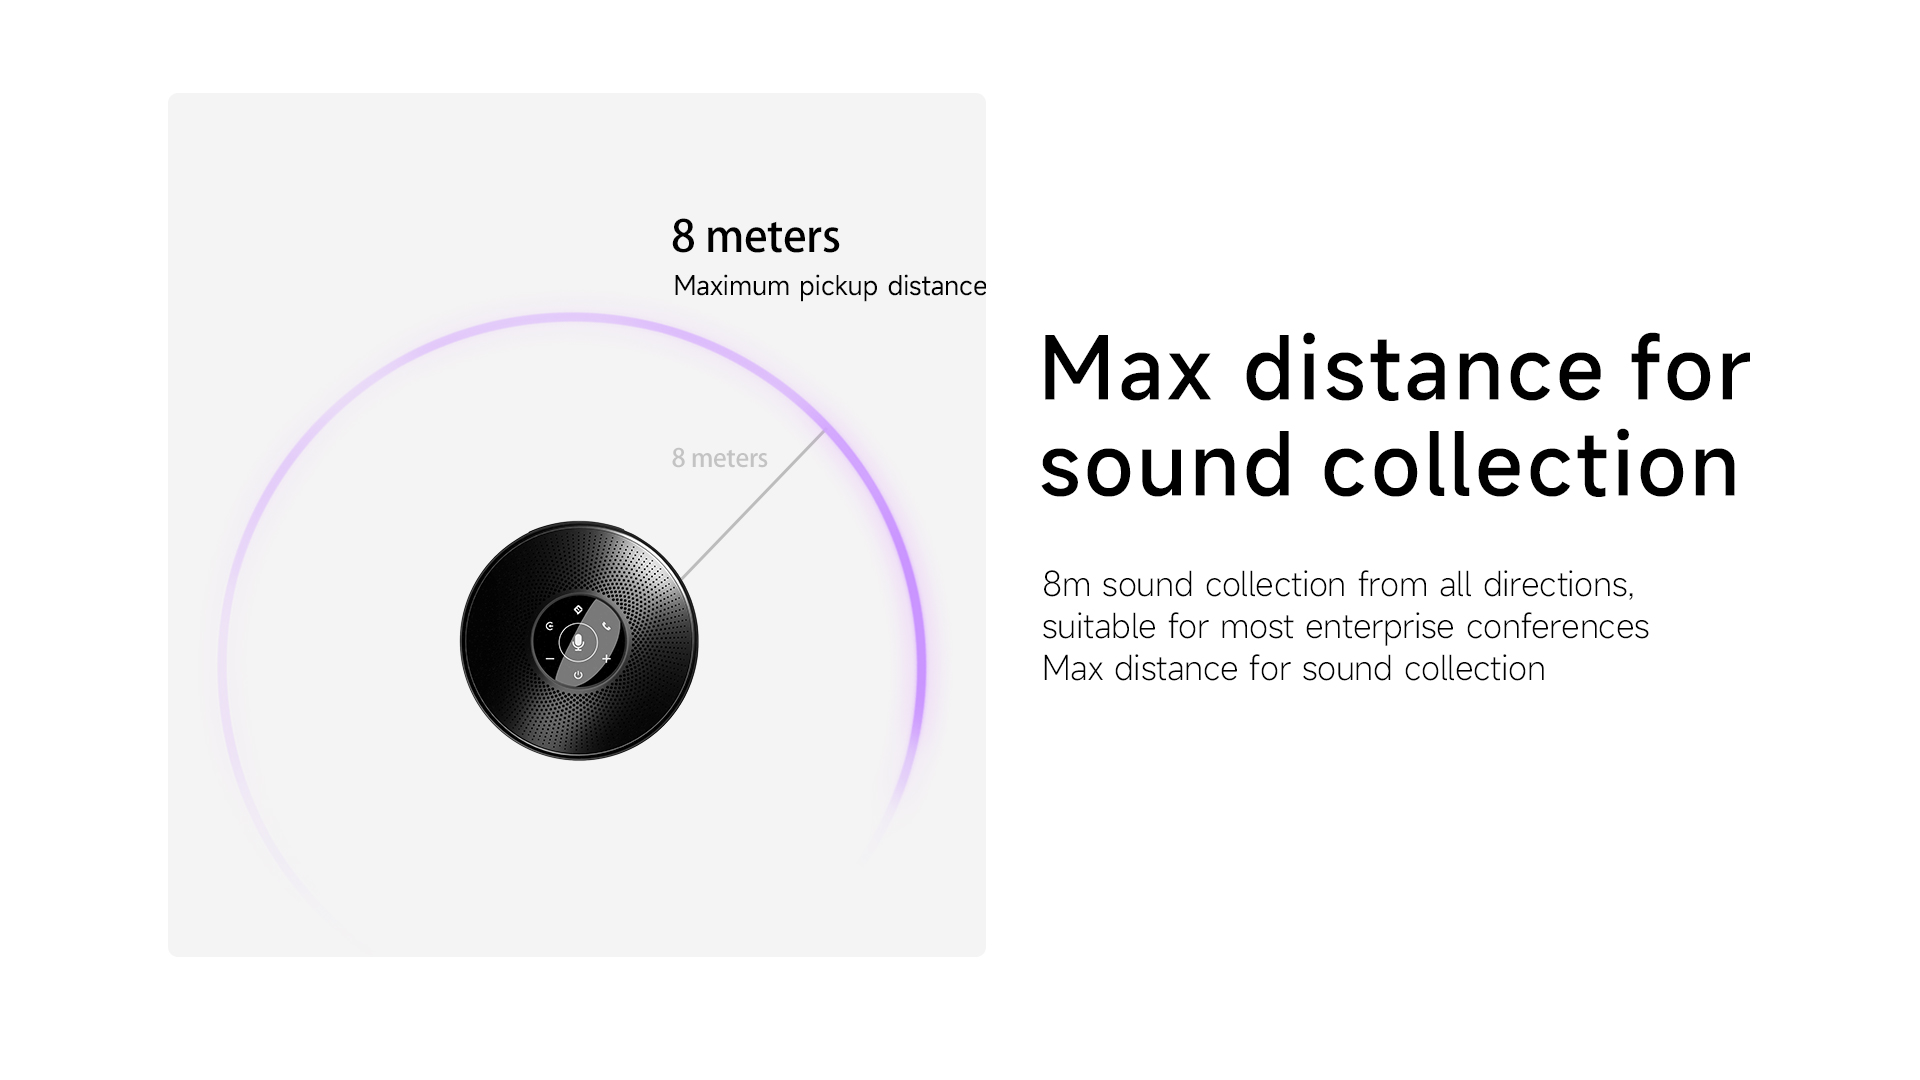 8 meters
Maximum pickup distance
8 meters
Max distance for
sound collection
8m sound collection from all directions,
suitable for most enterprise conferences
Max distance for sound collection